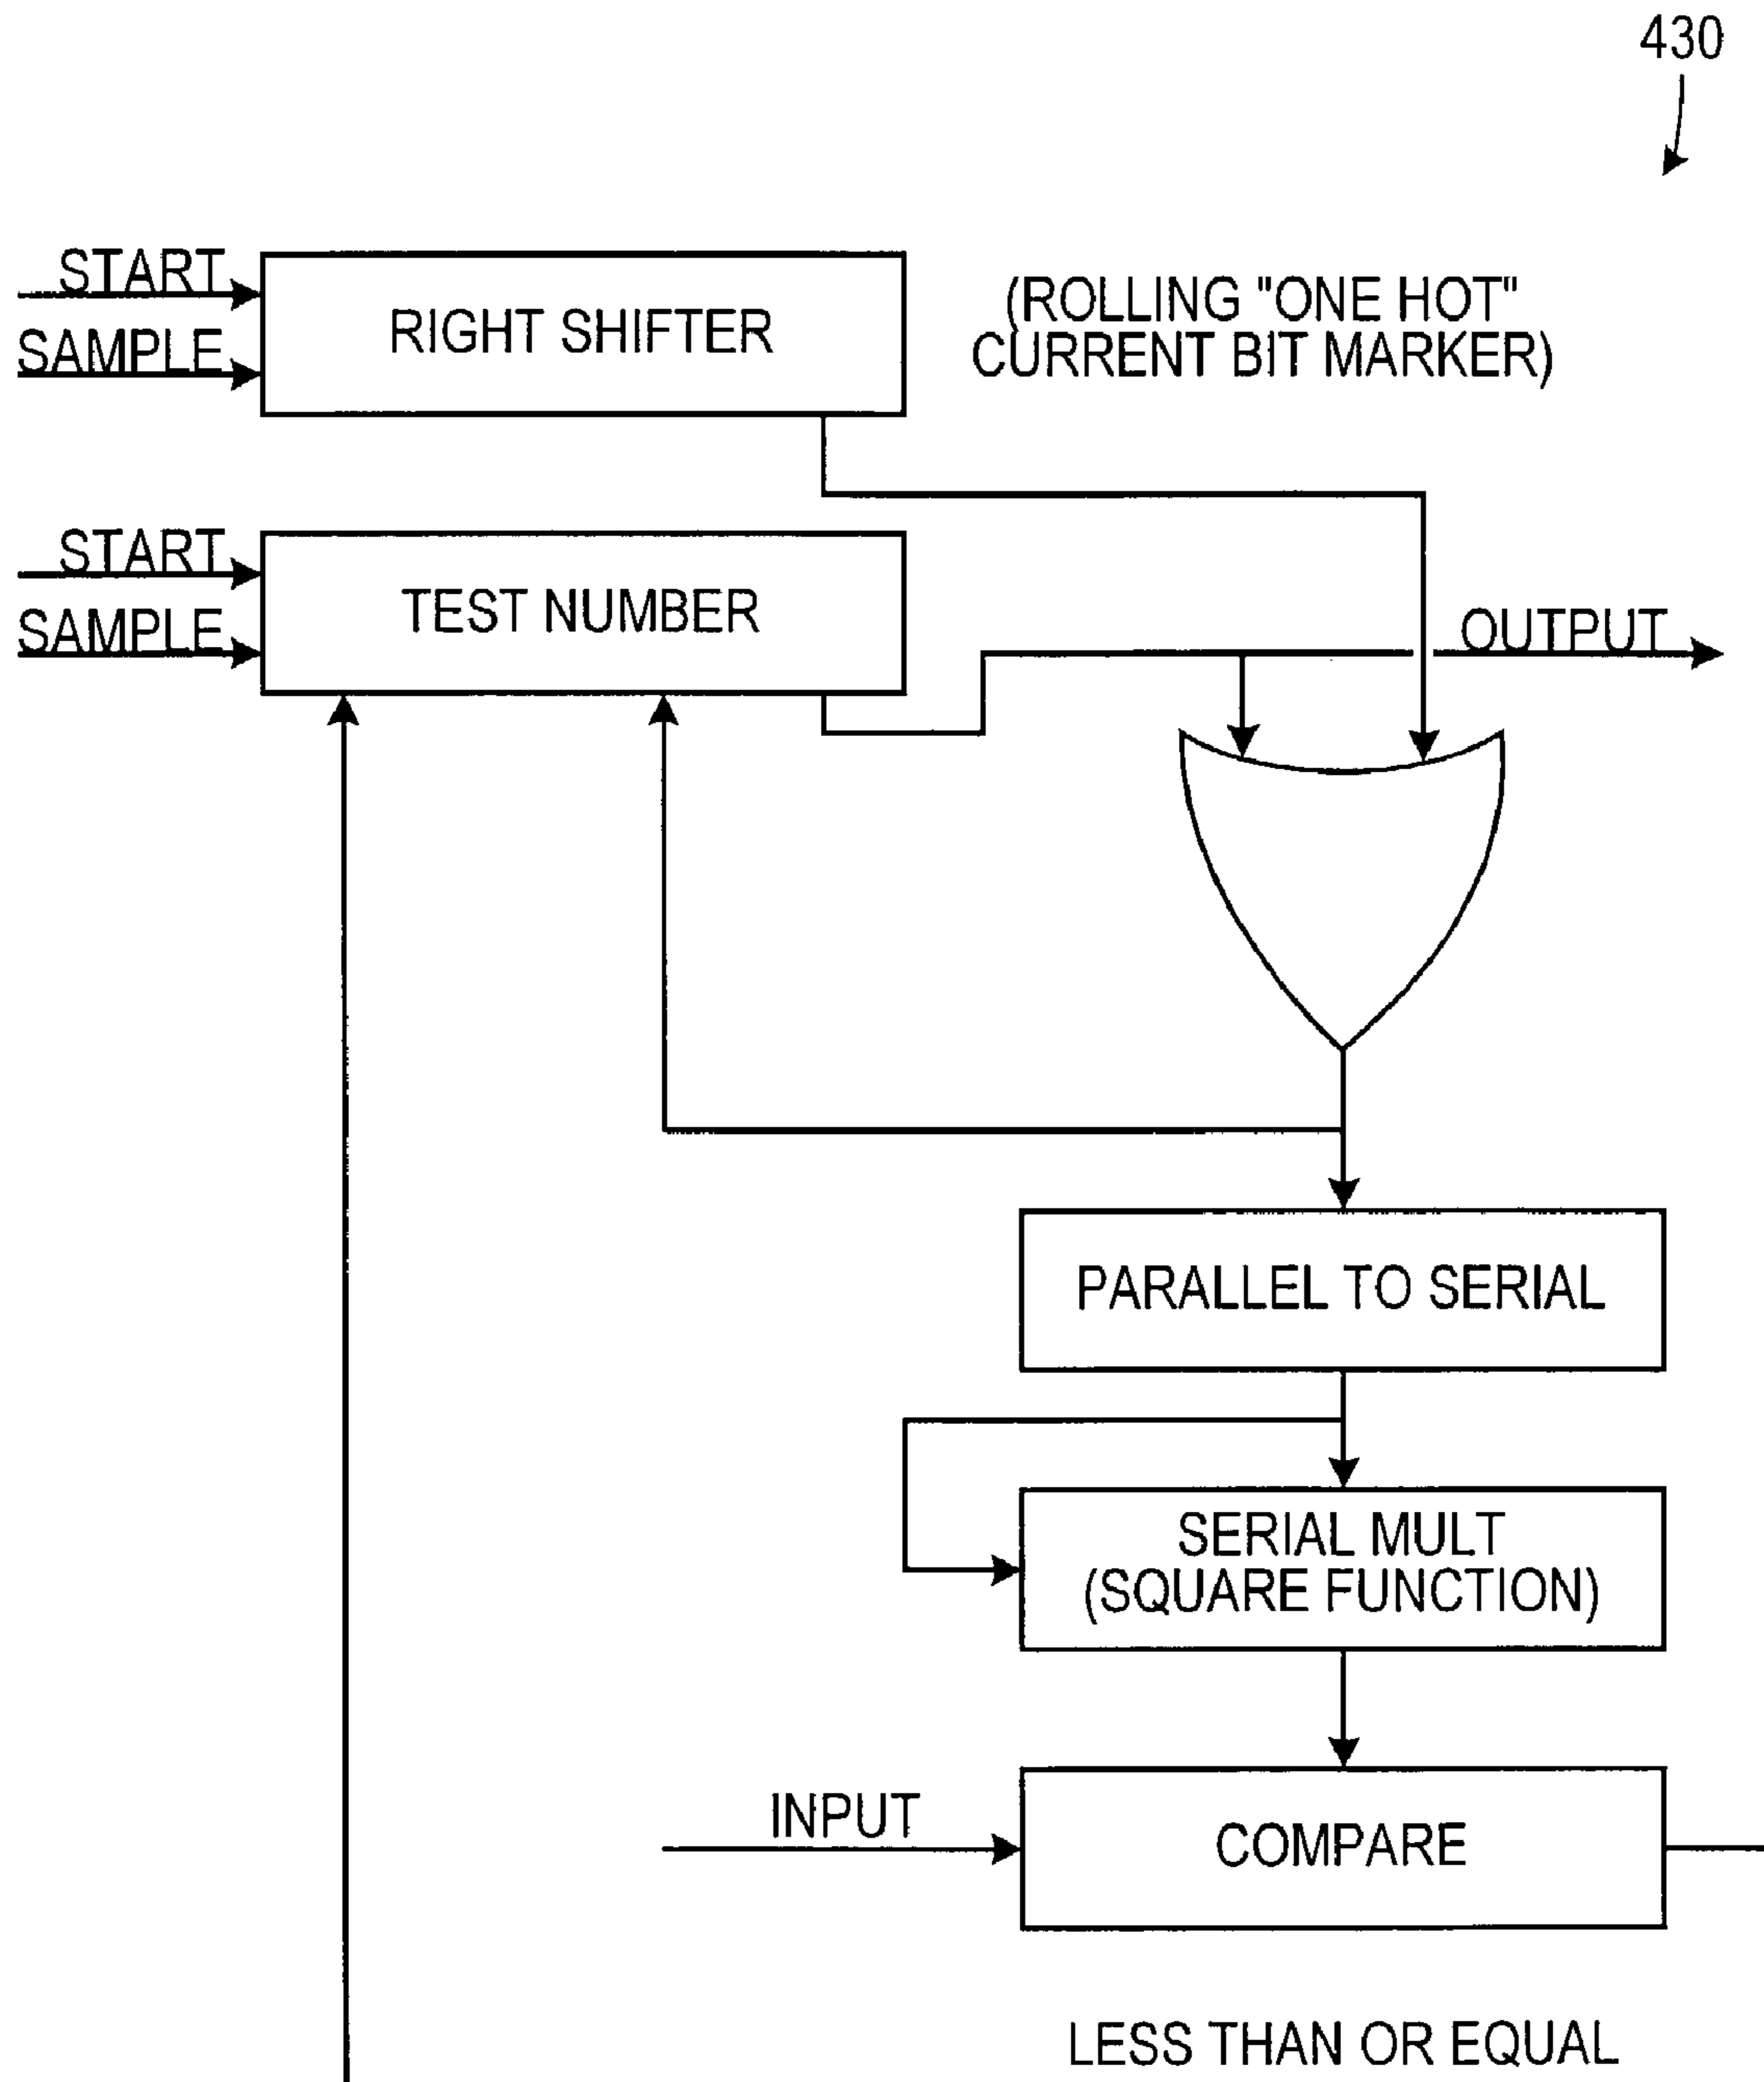 430
START
SAMPLE
RIGHT SHIFTER
(ROLLING "ONE HOT"
CURRENT BIT MARKER)
START
SAMPLE
TEST NUMBER
OUTPUT
PARALLEL TO SERIAL
SERIAL MULT
(SQUARE FUNCTION)
INPUT
COMPARE
LESS THAN OR EQUAL